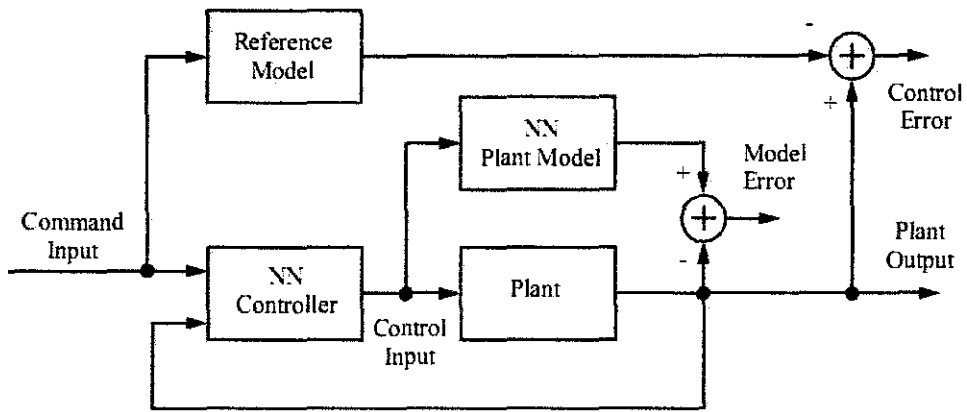 -
Reference
Model
+
Control
Error
NN
Plant Model
+
Model
Error
Command
Input
+
-
Plant
Output
NN
Controller
Plant
Control
Input
+